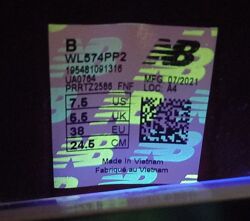 B
WL574PP2
195481091316
UA0764
PRRTZ2586 FNF
MFG 07/2021
LOC: A4
7.5 US
5.5 UK
38 EU
24.5 CM
Made in Vietnam
Fabriqué au Vietnam